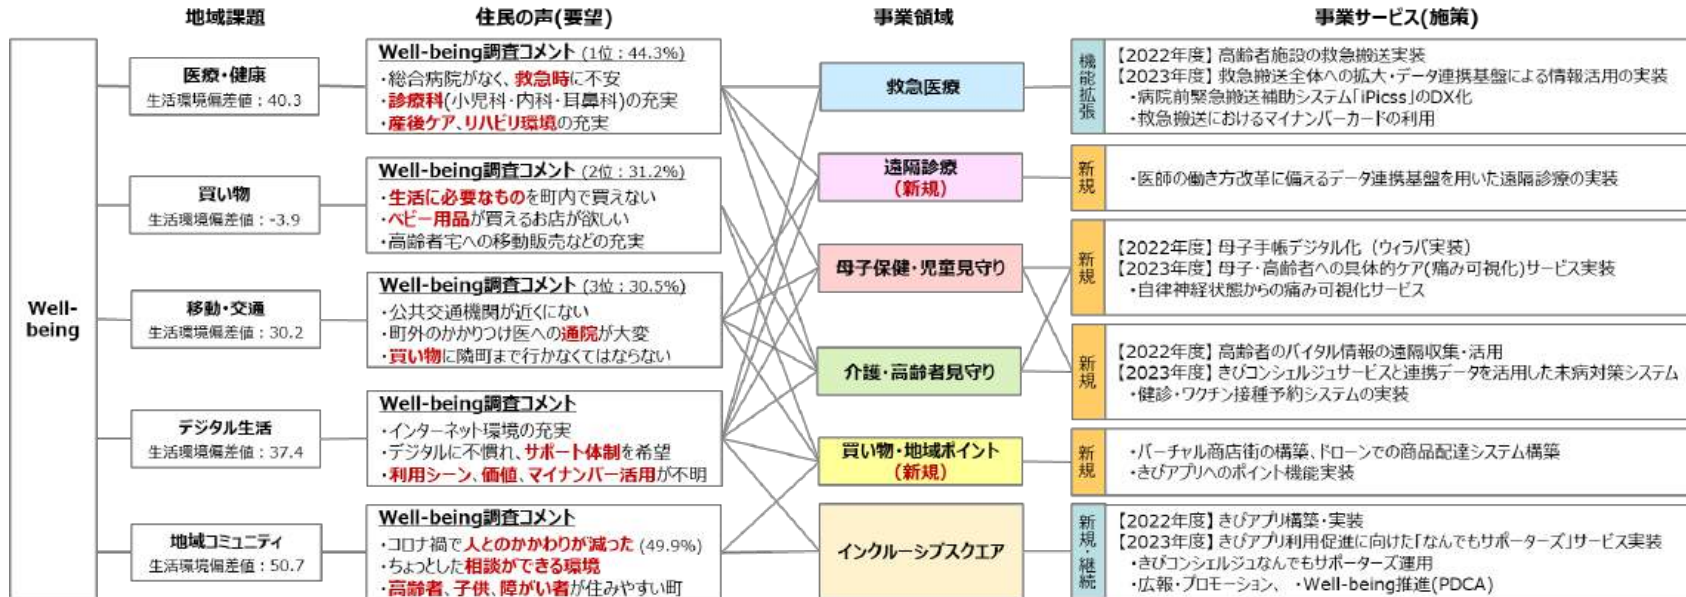 地域課題
住民の声(要望)
事業領域
事業サービス(施策)
Well-
being
医療・健康
生活環境偏差値：40.3
買い物
生活環境偏差値：-3.9
移動・交通
生活環境偏差値：30.2
デジタル生活
生活環境偏差値：37.4
地域コミュニティ
生活環境偏差値：50.7
Well-being調査コメント (1位：44.3%)
・総合病院がなく、救急時に不安
・診療科(小児科・内科・耳鼻科)の充実
・産後ケア、リハビリ環境の充実
Well-being調査コメント (2位：31.2%)
・生活に必要なものを町内で買えない
・ベビー用品が買えるお店が欲しい
・高齢者宅への移動販売などの充実
Well-being調査コメント (3位：30.5%)
・公共交通機関が近くにない
・町外のかかりつけ医への通院が大変
・買い物に隣町まで行かなくてはならない
Well-being調査コメント
・インターネット環境の充実
・デジタルに不慣れ、サポート体制を希望
・利用シーン、価値、マイナンバー活用が不明
Well-being調査コメント
・コロナ禍で人とのかかわりが減った (49.9%)
・ちょっとした相談ができる環境
・高齢者、子供、障がい者が住みやすい町
救急医療
遠隔診療
(新規)
母子保健・児童見守り
介護・高齢者見守り
買い物・地域ポイント
(新規)
インクルーシブスクエア
機能拡張
【2022年度】高齢者施設の救急搬送実装
【2023年度】救急搬送全体への拡大・データ連携基盤による情報活用の実装
・病院前緊急搬送補助システム「iPicss」のDX化
・救急搬送におけるマイナンバーカードの利用
新規
・医師の働き方改革に備えるデータ連携基盤を用いた遠隔診療の実装
新規
【2022年度】母子手帳デジタル化（ウィラバ実装）
【2023年度】母子・高齢者への具体的ケア(痛み可視化)サービス実装
・自律神経状態からの痛み可視化サービス
新規
【2022年度】高齢者のバイタル情報の遠隔収集・活用
【2023年度】きびコンシェルジュサービスと連携データを活用した未病対策システム
・健診・ワクチン接種予約システムの実装
新規
・バーチャル商店街の構築、ドローンでの商品配達システム構築
・きびアプリへのポイント機能実装
新規・継続
【2022年度】きびアプリ構築・実装
【2023年度】きびアプリ利用促進に向けた「なんでもサポーターズ」サービス実装
・きびコンシェルジュなんでもサポーターズ運用
・広報・プロモーション、 ・Well-being推進(PDCA)